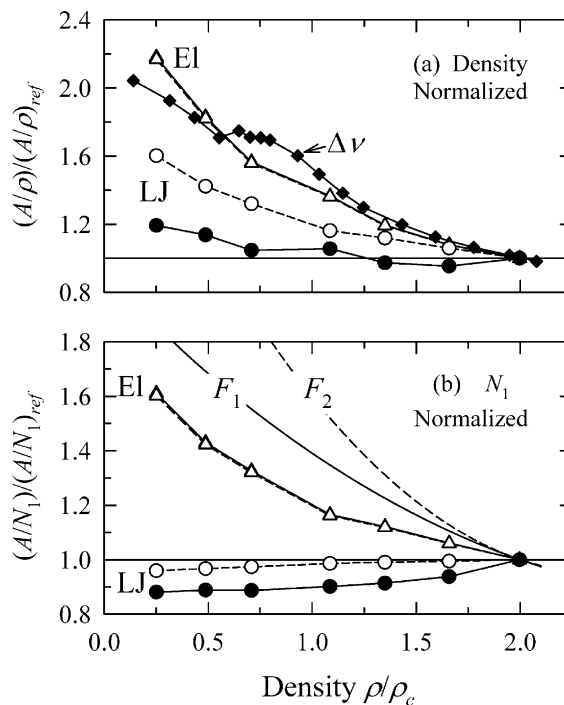 2.4
2.0
1.6
1.2
0.8
(A/ρ)/(A/ρ)ref
El
LJ
Δν
(a) Density
Normalized
1.8
1.6
1.4
1.2
1.0
0.8
(A/N1)/(A/N1)ref
El
F1
F2
(b) N1
Normalized
LJ
0.0 0.5 1.0 1.5 2.0
Density ρ/ρc